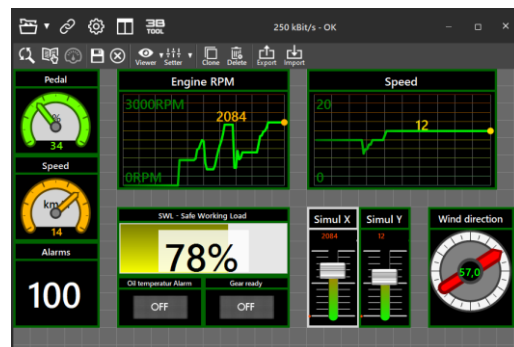 3B
TOOL
250 kBit/s - OK
Viewer
Setter
Clone
Delete
Export
Import
Pedal
%
34
Speed
14
Alarms
100
Engine RPM
3000RPM
2084
0RPM
Speed
20
12
0
SWL - Safe Working Load
78%
Oil temperatur Alarm
OFF
Gear ready
OFF
Simul X
2084
Simul Y
12
Wind direction
57,0